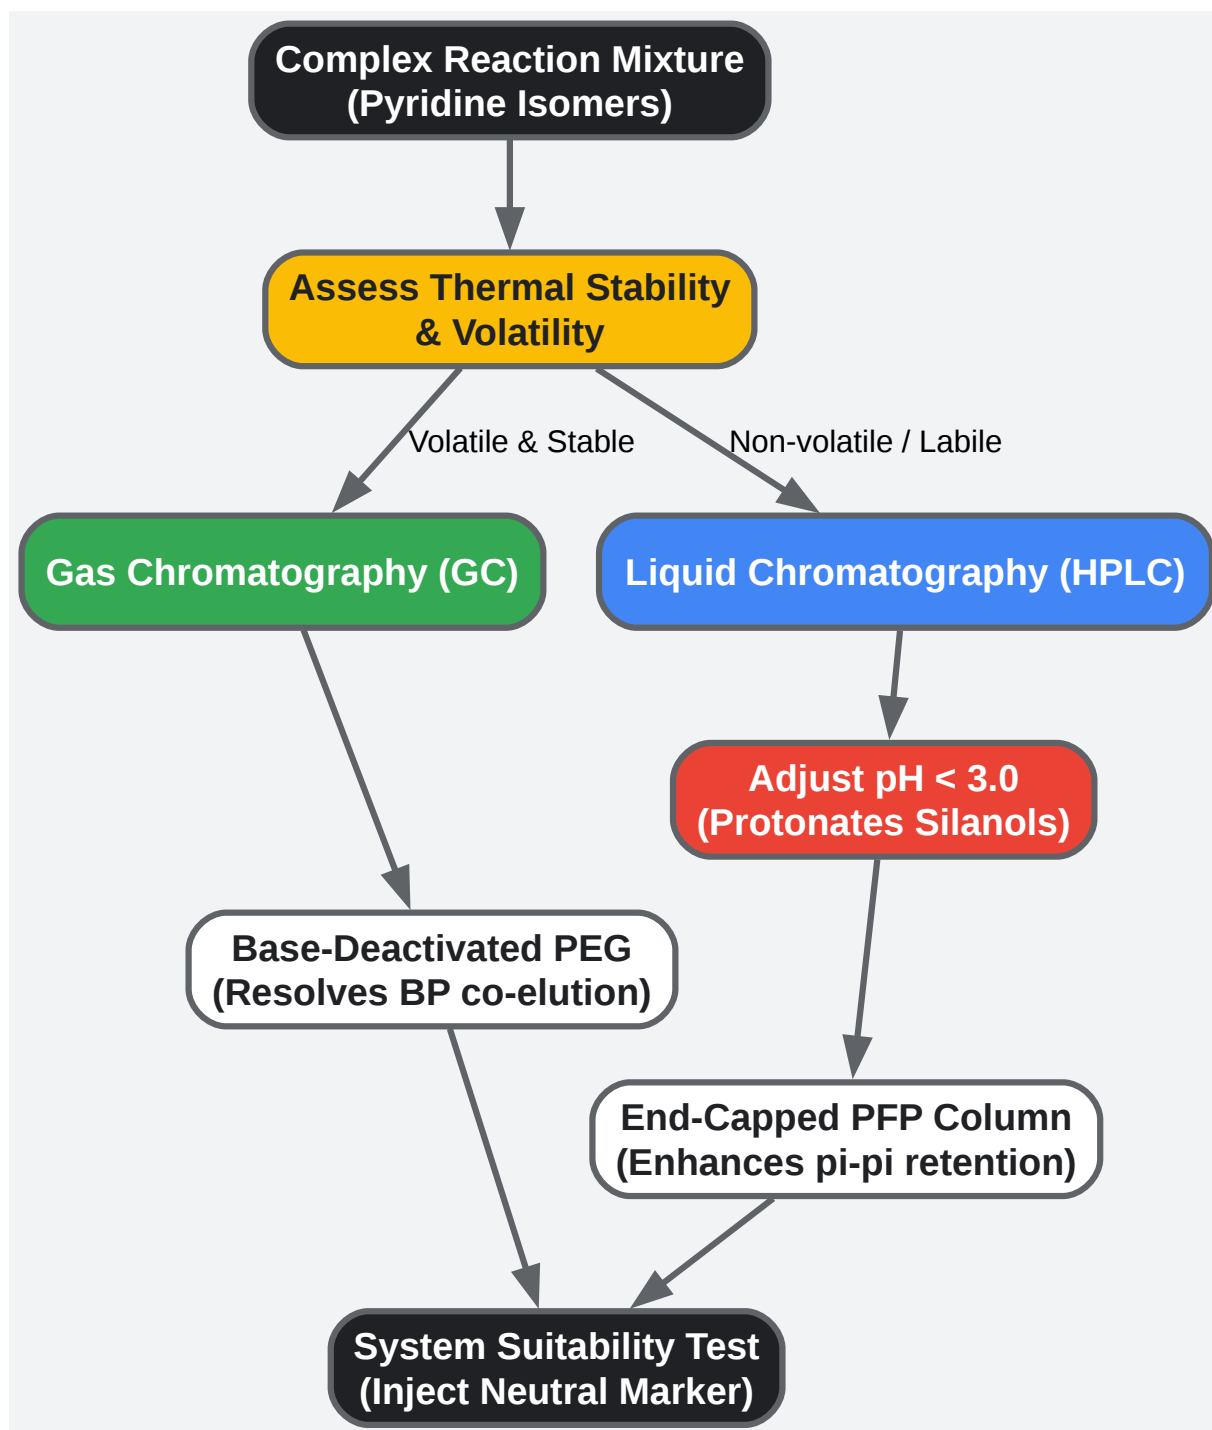 Complex Reaction Mixture
(Pyridine Isomers)
Assess Thermal Stability
& Volatility
Volatile & Stable
Non-volatile / Labile
Gas Chromatography (GC)
Liquid Chromatography (HPLC)
Adjust pH < 3.0
(Protonates Silanols)
Base-Deactivated PEG
(Resolves BP co-elution)
End-Capped PFP Column
(Enhances pi-pi retention)
System Suitability Test
(Inject Neutral Marker)